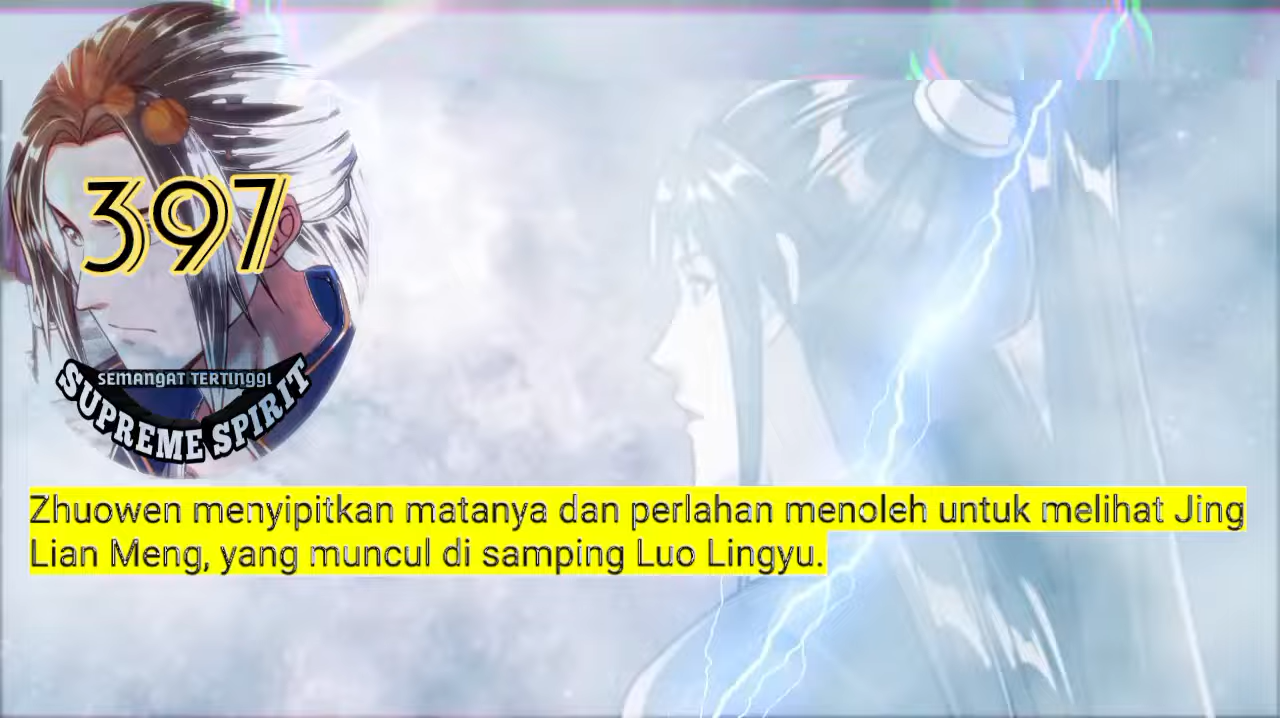 397
SEMANGAT TERTINGGI
SUPREME SPIRIT
Zhuowen menyipitkan matanya dan perlahan menoleh untuk melihat Jing
Lian Meng, yang muncul di samping Luo Lingyu.